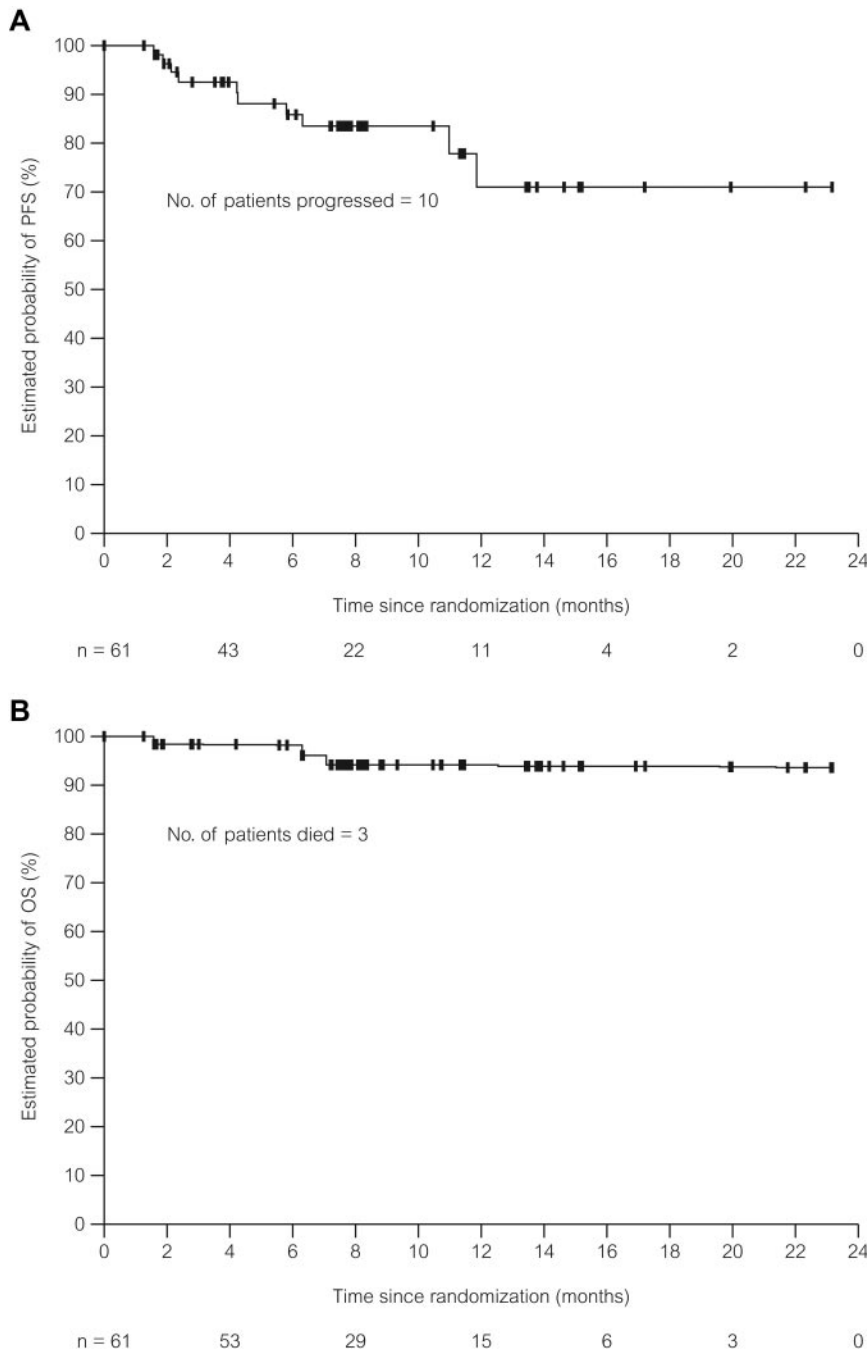 A
Estimated probability of PFS (%)
100
90
80
70
60
50
40
30
20
10
0
No. of patients progressed = 10
0 2 4 6 8 10 12 14 16 18 20 22 24
Time since randomization (months)
n = 61 43 22 11 4 2 0
B
Estimated probability of OS (%)
100
90
80
70
60
50
40
30
20
10
0
No. of patients died = 3
0 2 4 6 8 10 12 14 16 18 20 22 24
Time since randomization (months)
n = 61 53 29 15 6 3 0